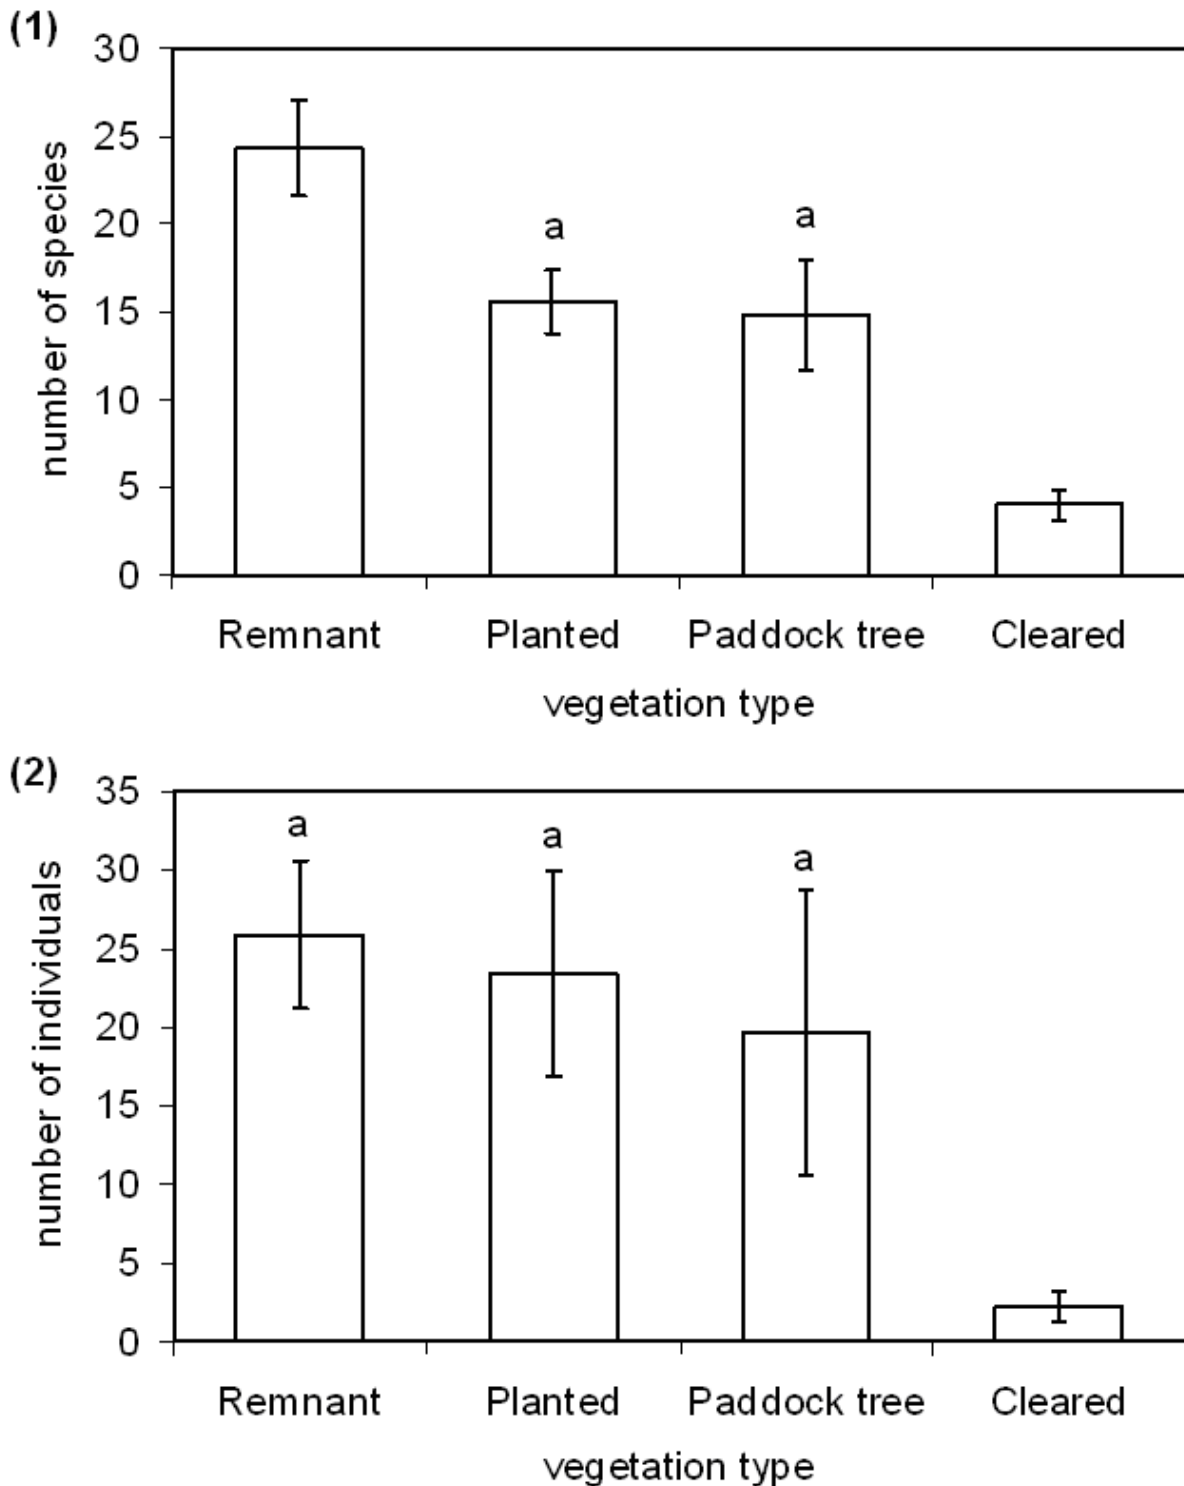 (1)
30
25
20
15
10
5
0
number of species
a
a
Remnant Planted Paddock tree Cleared
vegetation type
(2)
35
30
25
20
15
10
5
0
number of individuals
a
a
a
Remnant Planted Paddock tree Cleared
vegetation type